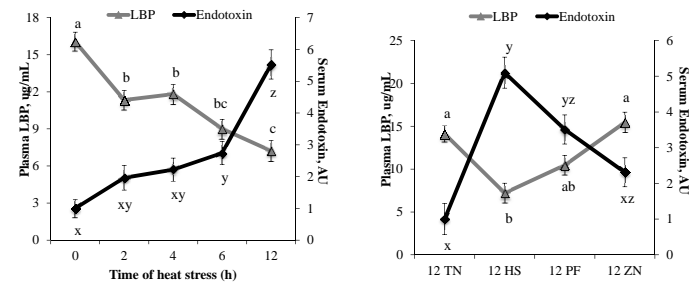 LBP Endotoxin
18
15
12
9
6
3
0
7
6
5
4
3
2
1
0
a
b
b
bc
c
x
xy
xy
y
z
0 2 4 6 12
Time of heat stress (h)
Plasma LBP, ug/mL
Serum Endotoxin, AU
LBP Endotoxin
25
20
15
10
5
0
6
5
4
3
2
1
0
a
b
ab
a
x
y
yz
xz
12 TN 12 HS 12 PF 12 ZN
Plasma LBP, ug/mL
Serum Endotoxin, AU